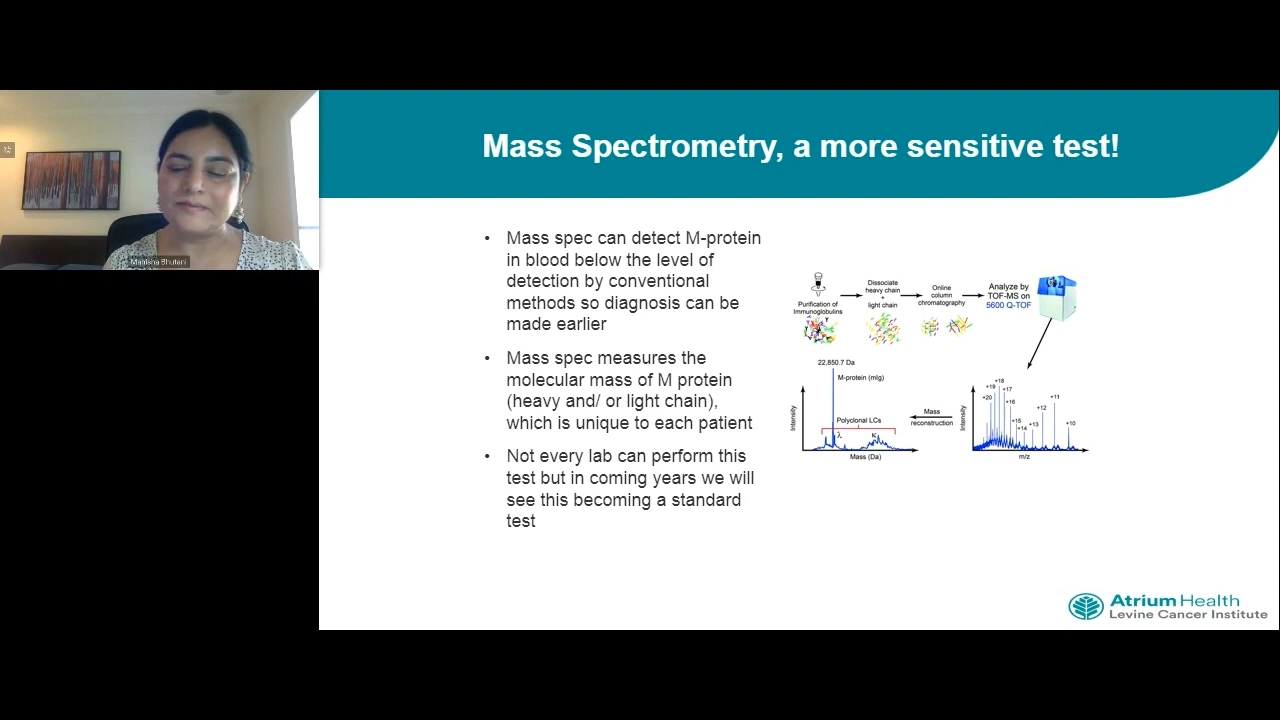 Mass Spectrometry, a more sensitive test!
Manisha Bhutani
• Mass spec can detect M-protein
in blood below the level of
detection by conventional
methods so diagnosis can be
made earlier
• Mass spec measures the
molecular mass of M protein
(heavy and/ or light chain),
which is unique to each patient
• Not every lab can perform this
test but in coming years we will
see this becoming a standard
test
Purification of
Immunoglobulins
Dissociate
heavy chain
+
light chain
Online
column
chromatography
Analyze by
TOF-MS on
5600 Q-TOF
22,850.7 Da
M-protein (mIg)
Polyclonal LCs
λ
κ
Intensity
Mass (Da)
Mass
reconstruction
Intensity
+20
+19
+18
+17
+16
+15
+14
+13
+12
+11
+10
m/z
Atrium Health
Levine Cancer Institute